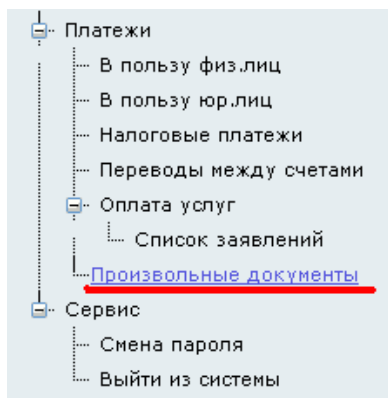 Платежи
В пользу физ.лиц
В пользу юр.лиц
Налоговые платежи
Переводы между счетами
Оплата услуг
Список заявлений
Произвольные документы
Сервис
Смена пароля
Выйти из системы